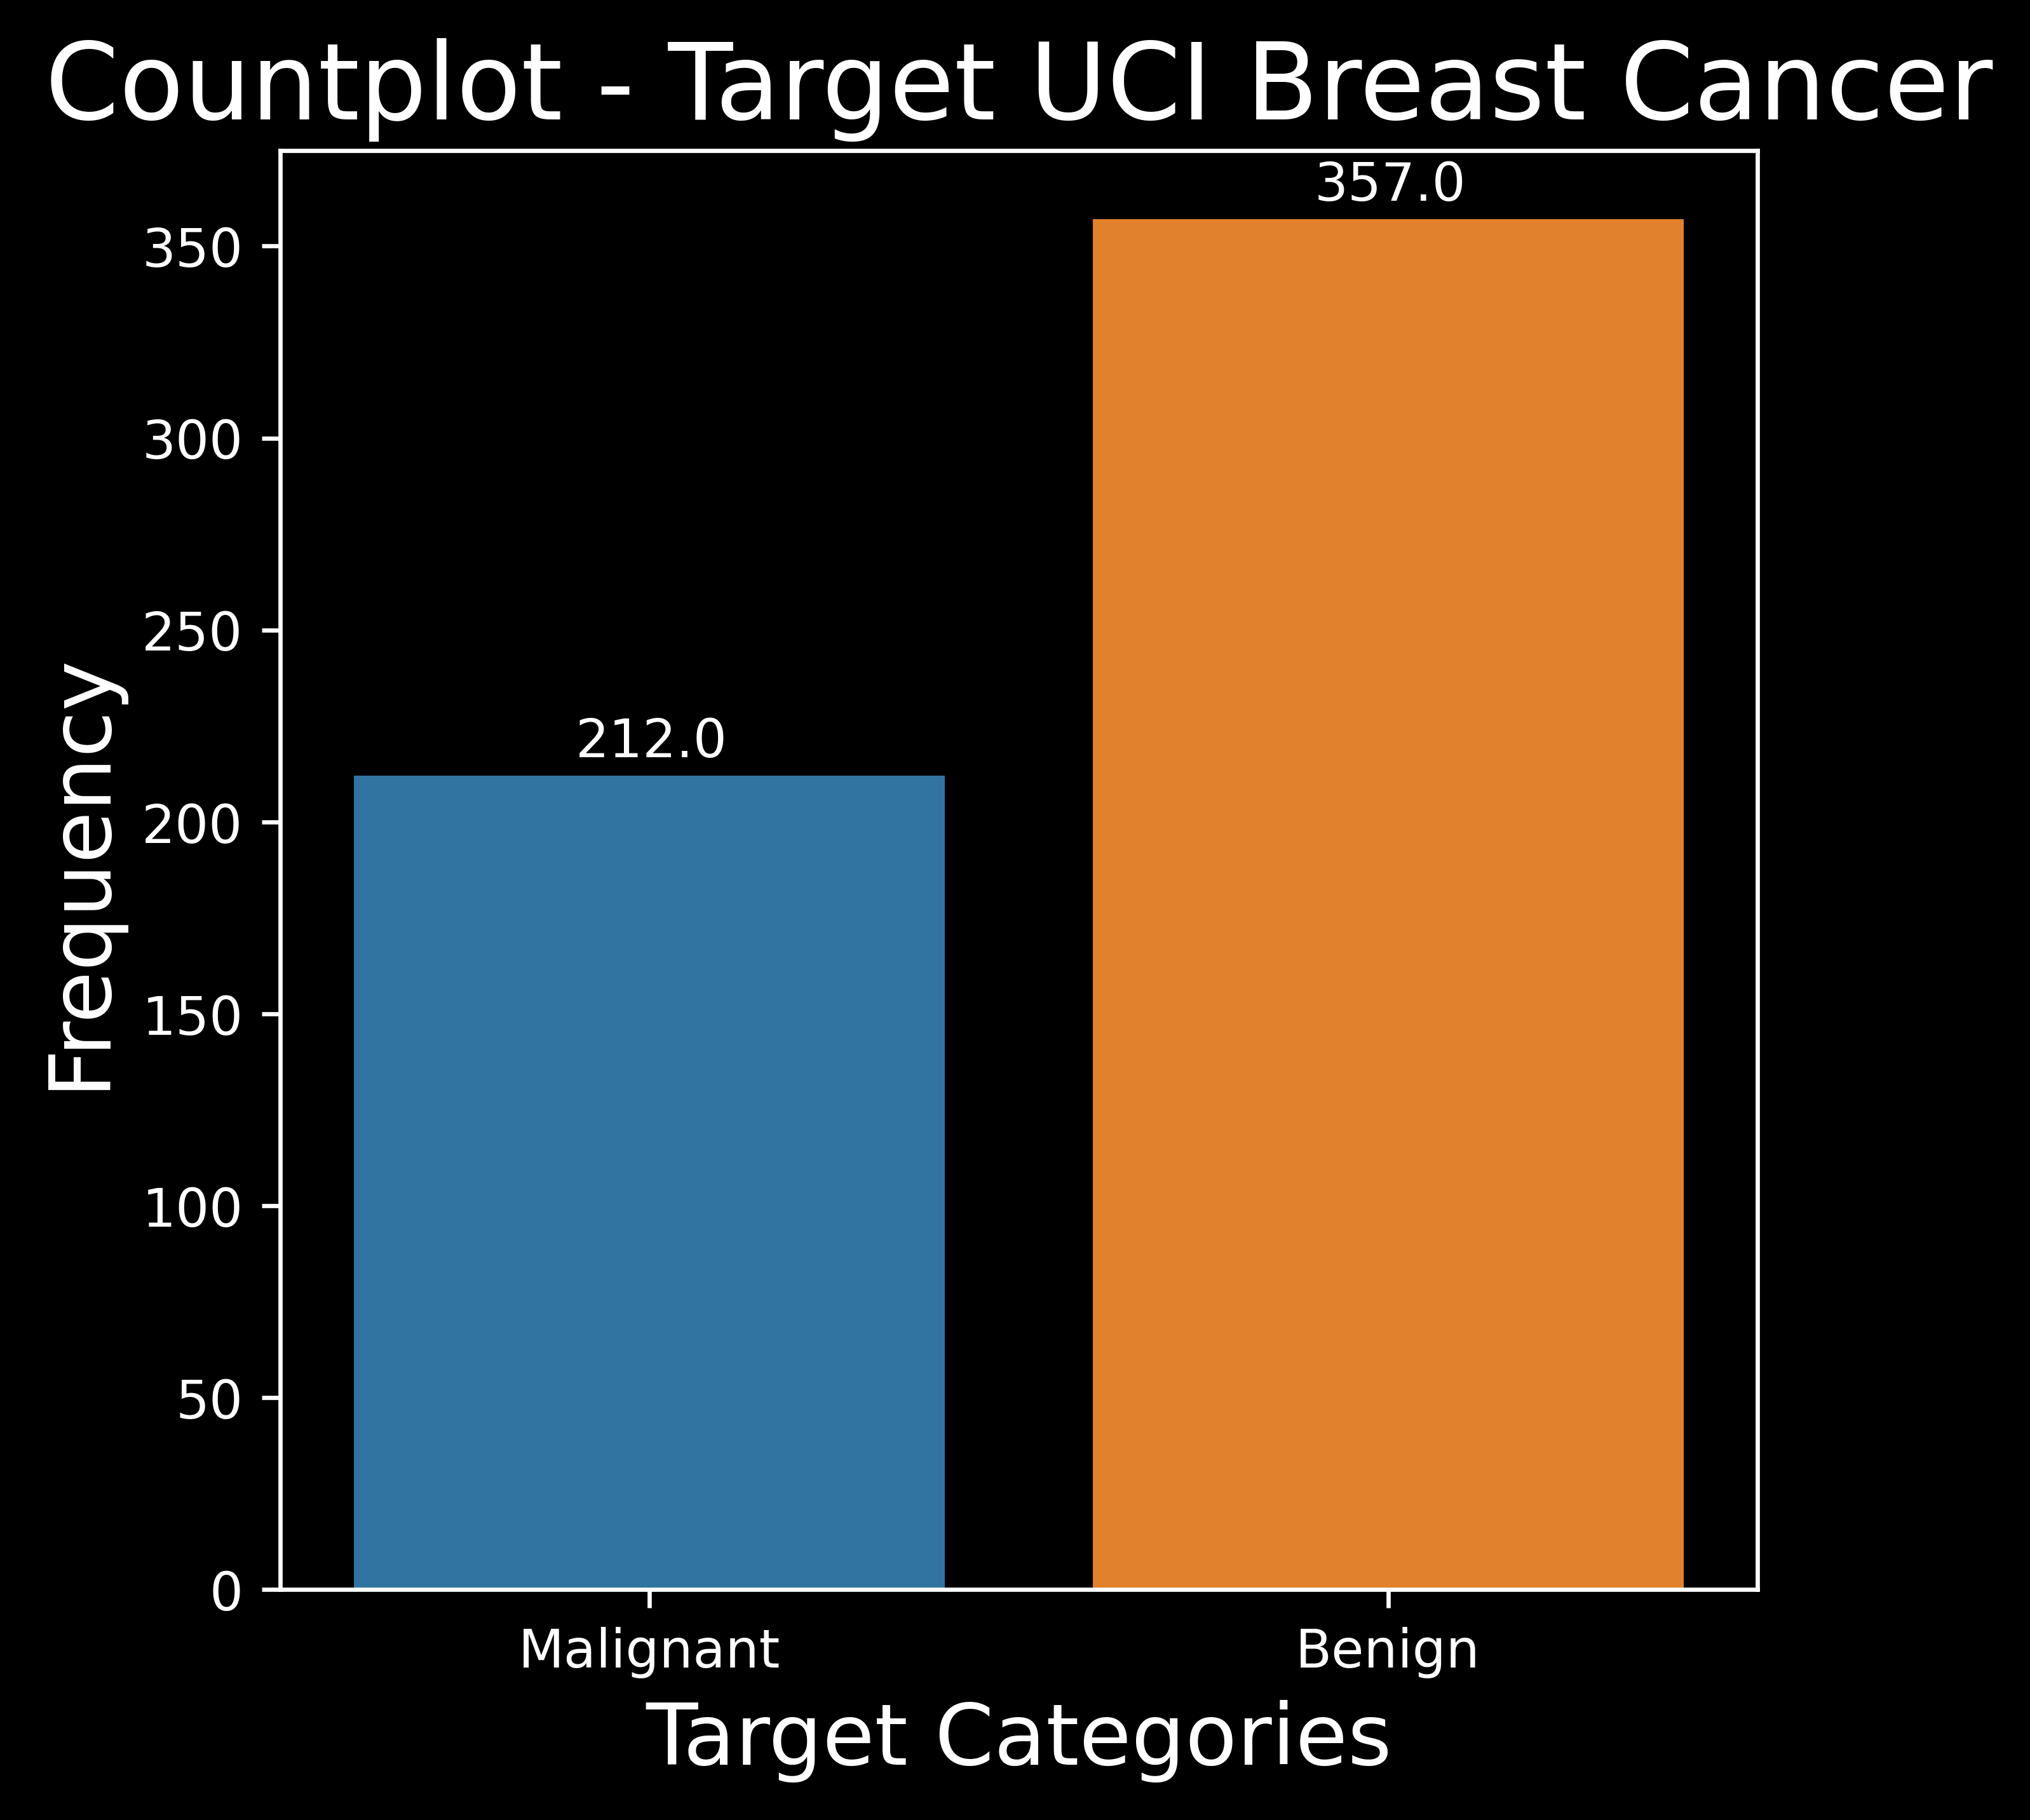 Countplot - Target UCI Breast Cancer
357.0
350
300
250
212.0
200
150
100
50
0
Frequency
Malignant
Benign
Target Categories